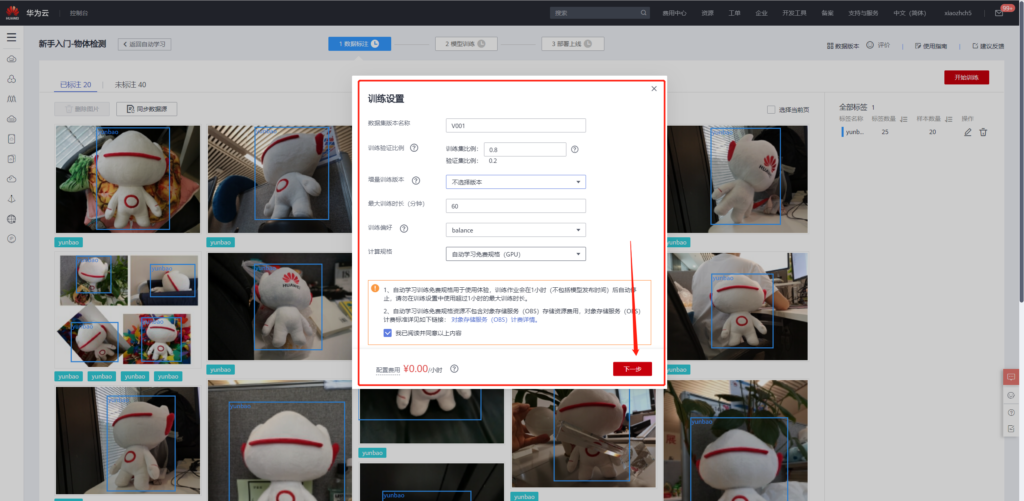 华为云
控制台
搜索
费用中心
资源
工单
企业
开发工具
备案
支持与服务
中文（简体）
xiaozhch5
99+
新手入门-物体检测
返回自动学习
1 数据标注
2 模型训练
3 部署上线
数据版本
评价
使用指南
建议反馈
已标注 20
未标注 40
开始训练
删除图片
同步数据源
选择当前页
全部标签 1
标签名称
标签数量
样本数量
操作
yunb...
25
20
训练设置
数据集版本名称
V001
训练验证比例
训练集比例:
0.8
验证集比例:
0.2
增量训练版本
不选择版本
最大训练时长（分钟）
60
训练偏好
balance
计算规格
自动学习免费规格（GPU）
1、自动学习训练免费规格用于使用体验，训练作业会在1小时（不包括模型发布时间）后自动停
止，请勿在训练设置中使用超过1小时的最大训练时长。
2、自动学习训练免费规格资源不包含对象存储服务（OBS）存储资源费用，对象存储服务（OBS）
计费标准详见如下链接：对象存储服务（OBS）计费详情。
我已阅读并同意以上内容
配置费用 ¥0.00/小时
下一步
yunbao
yunbao
yunbao
yunbao
yunbao
yunbao
yunbao
yunbao
yunbao
yunbao
yunbao
yunbao
yunbao